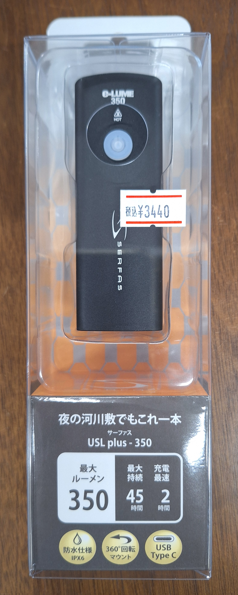 e-LUME
350
HOT
税込¥3440
SERFAS
夜の河川敷でもこれ一本
サーファス
USL plus - 350
最大
ルーメン
350
最大
持続
45
時間
充電
最速
2
時間
防水仕様
IPX6
360°回転
マウント
USB
Type C